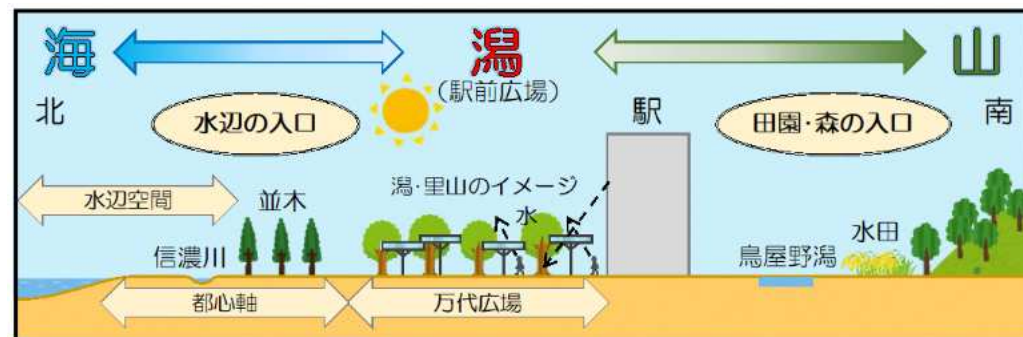 海
潟
山
(駅前広場)
北
水辺の入口
駅
田園・森の入口
南
潟・里山のイメージ
水辺空間
並木
水
水田
信濃川
鳥屋野潟
都心軸
万代広場